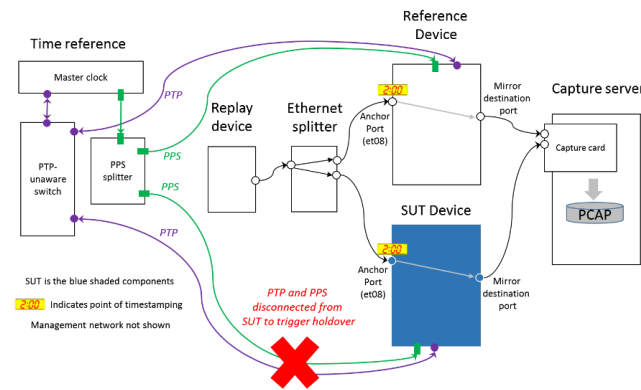 Time reference
Master clock
PTP-
unaware
switch
PPS
splitter
PTP
PPS
PPS
PTP
Replay
device
Ethernet
splitter
Reference
Device
2:00
Anchor
Port
(et08)
Mirror
destination
port
Capture server
Capture card
PCAP
SUT Device
2:00
Anchor
Port
(et08)
Mirror
destination
port
SUT is the blue shaded components
2:00 Indicates point of timestamping
Management network not shown
PTP and PPS
disconnected from
SUT to trigger holdover